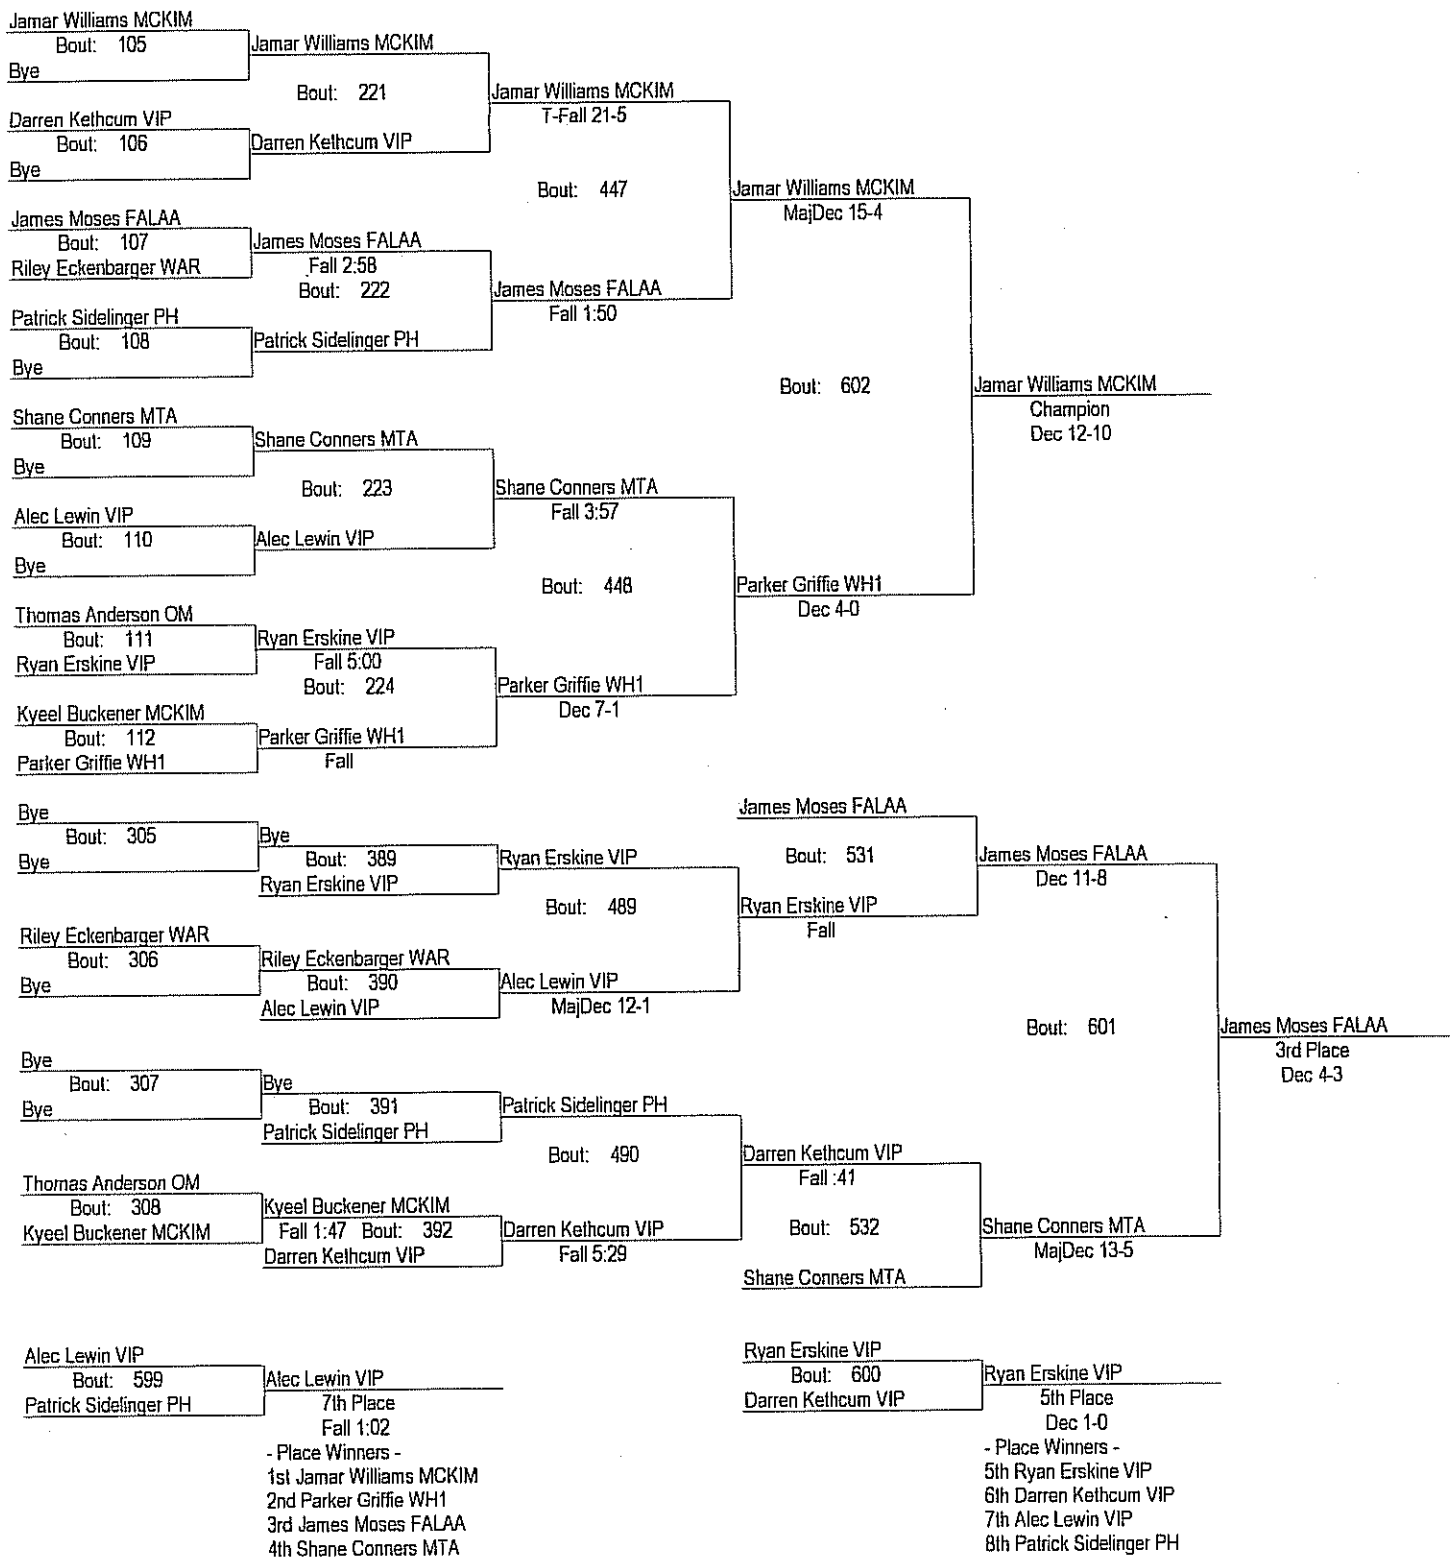 Jamar Williams MCKIM
Bout: 105
Bye
Jamar Williams MCKIM
Bout: 221
Darren Kethcum VIP
Bout: 106
Bye
Darren Kethcum VIP
Jamar Williams MCKIM
T-Fall 21-5
Bout: 447
James Moses FALAA
Bout: 107
Riley Eckenbarger WAR
James Moses FALAA
Fall 2:58
Bout: 222
Patrick Sidelinger PH
Bout: 108
Bye
Patrick Sidelinger PH
James Moses FALAA
Fall 1:50
Jamar Williams MCKIM
MajDec 15-4
Bout: 602
Jamar Williams MCKIM
Champion
Dec 12-10
Shane Conners MTA
Bout: 109
Bye
Shane Conners MTA
Bout: 223
Alec Lewin VIP
Bout: 110
Bye
Alec Lewin VIP
Shane Conners MTA
Fall 3:57
Bout: 448
Thomas Anderson OM
Bout: 111
Ryan Erskine VIP
Ryan Erskine VIP
Fall 5:00
Bout: 224
Kyeel Buckener MCKIM
Bout: 112
Parker Griffie WH1
Parker Griffie WH1
Fall
Parker Griffie WH1
Dec 7-1
Parker Griffie WH1
Dec 4-0
Bye
Bout: 305
Bye
Bye
Bout: 389
Ryan Erskine VIP
Ryan Erskine VIP
Bout: 489
Riley Eckenbarger WAR
Bout: 306
Bye
Riley Eckenbarger WAR
Bout: 390
Alec Lewin VIP
Alec Lewin VIP
MajDec 12-1
James Moses FALAA
Bout: 531
Ryan Erskine VIP
Fall
James Moses FALAA
Dec 11-8
Bout: 601
James Moses FALAA
3rd Place
Dec 4-3
Bye
Bout: 307
Bye
Bye
Bout: 391
Patrick Sidelinger PH
Patrick Sidelinger PH
Bout: 490
Thomas Anderson OM
Bout: 308
Kyeel Buckener MCKIM
Kyeel Buckener MCKIM
Fall 1:47 Bout: 392
Darren Kethcum VIP
Darren Kethcum VIP
Fall 5:29
Darren Kethcum VIP
Fall :41
Bout: 532
Shane Conners MTA
Shane Conners MTA
MajDec 13-5
Alec Lewin VIP
Bout: 599
Patrick Sidelinger PH
Alec Lewin VIP
7th Place
Fall 1:02
- Place Winners -
1st Jamar Williams MCKIM
2nd Parker Griffie WH1
3rd James Moses FALAA
4th Shane Conners MTA
Ryan Erskine VIP
Bout: 600
Darren Kethcum VIP
Ryan Erskine VIP
5th Place
Dec 1-0
- Place Winners -
5th Ryan Erskine VIP
6th Darren Kethcum VIP
7th Alec Lewin VIP
8th Patrick Sidelinger PH